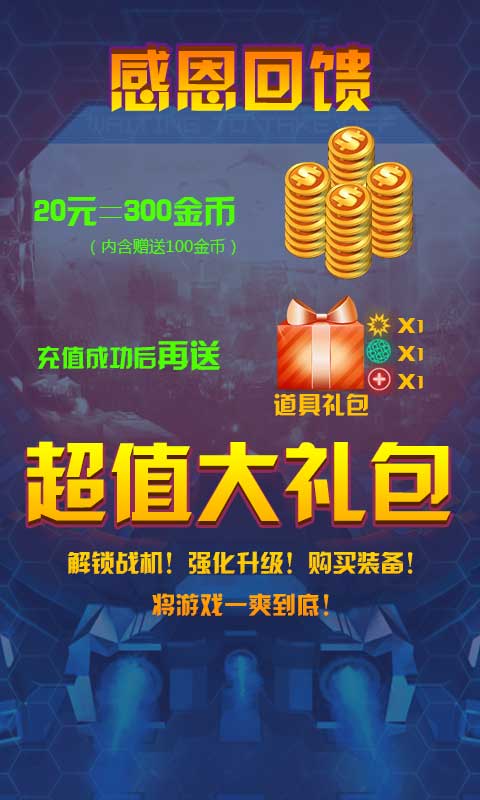 感恩回馈
20元=300金币
（内含赠送100金币）
充值成功后再送
X1
X1
X1
道具礼包
超值大礼包
解锁战机！强化升级！购买装备！
将游戏一爽到底！